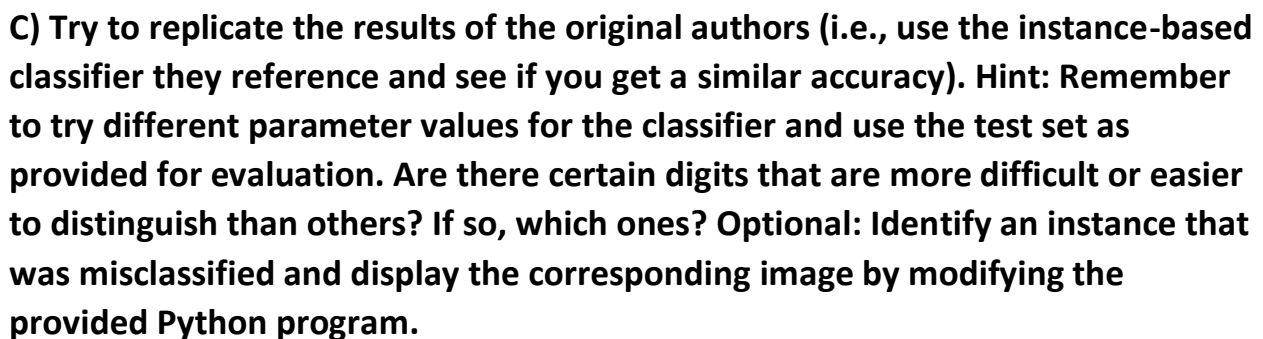 C) Try to replicate the results of the original authors (i.e., use the instance-based
classifier they reference and see if you get a similar accuracy). Hint: Remember
to try different parameter values for the classifier and use the test set as
provided for evaluation. Are there certain digits that are more difficult or easier
to distinguish than others? If so, which ones? Optional: Identify an instance that
was misclassified and display the corresponding image by modifying the
provided Python program.